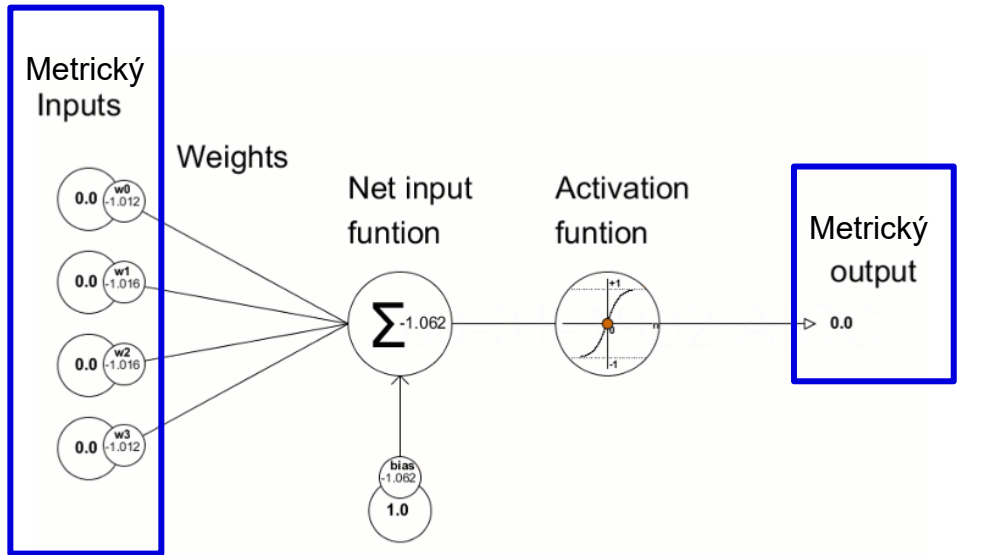 Metrický
Inputs
Weights
Net input
funtion
Activation
funtion
Metrický
output
0.0
w0
-1.012
0.0
w1
-1.016
0.0
w2
-1.016
0.0
w3
-1.012
Σ -1.062
+1
0
n
-1
0.0
bias
-1.062
1.0